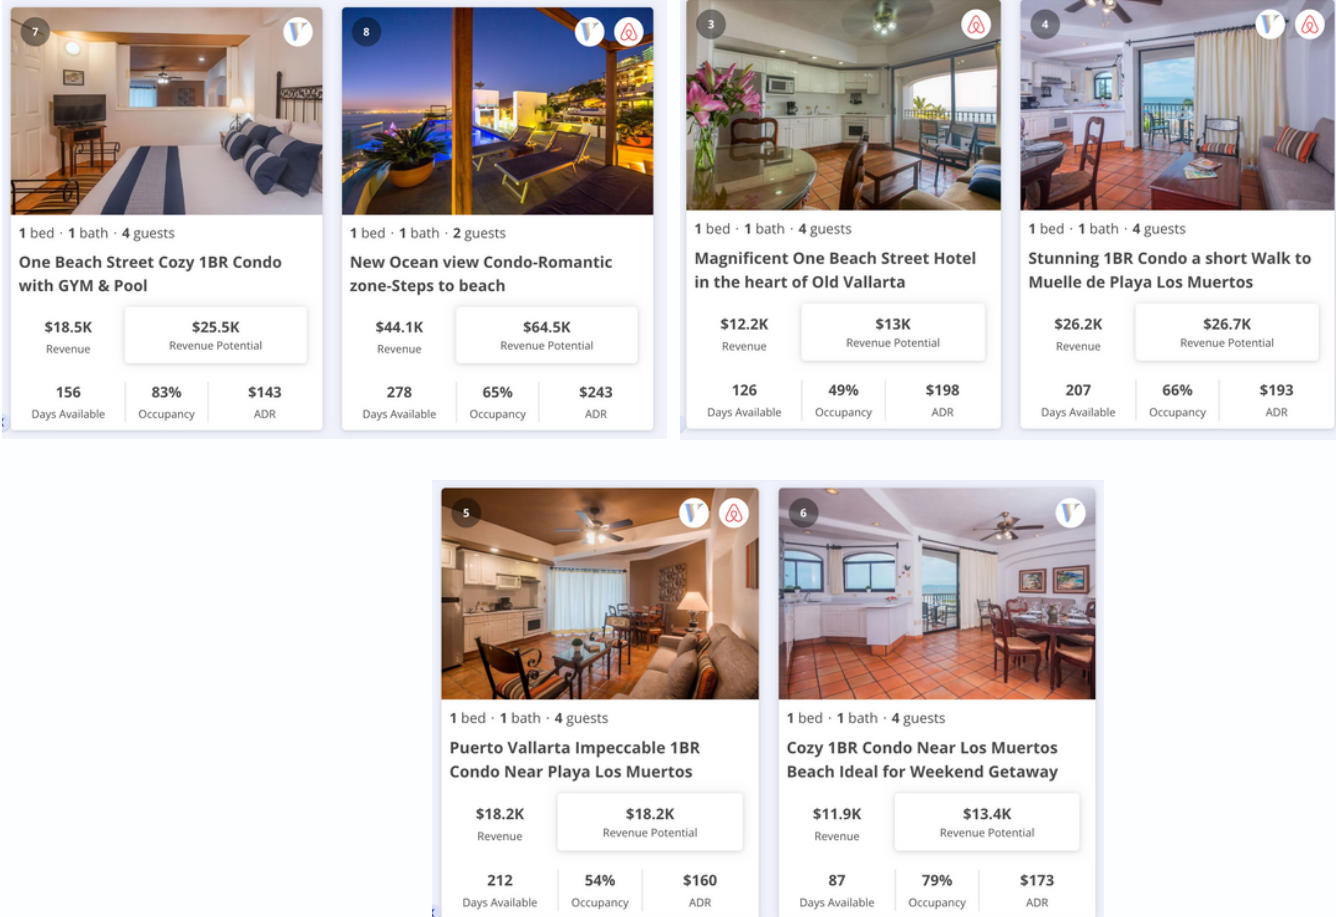 7
1 bed · 1 bath · 4 guests
One Beach Street Cozy 1BR Condo
with GYM & Pool
$18.5K
Revenue
$25.5K
Revenue Potential
156
Days Available
83%
Occupancy
$143
ADR
8
1 bed · 1 bath · 2 guests
New Ocean view Condo-Romantic
zone-Steps to beach
$44.1K
Revenue
$64.5K
Revenue Potential
278
Days Available
65%
Occupancy
$243
ADR
3
1 bed · 1 bath · 4 guests
Magnificent One Beach Street Hotel
in the heart of Old Vallarta
$12.2K
Revenue
$13K
Revenue Potential
126
Days Available
49%
Occupancy
$198
ADR
4
1 bed · 1 bath · 4 guests
Stunning 1BR Condo a short Walk to
Muelle de Playa Los Muertos
$26.2K
Revenue
$26.7K
Revenue Potential
207
Days Available
66%
Occupancy
$193
ADR
5
1 bed · 1 bath · 4 guests
Puerto Vallarta Impeccable 1BR
Condo Near Playa Los Muertos
$18.2K
Revenue
$18.2K
Revenue Potential
212
Days Available
54%
Occupancy
$160
ADR
6
1 bed · 1 bath · 4 guests
Cozy 1BR Condo Near Los Muertos
Beach Ideal for Weekend Getaway
$11.9K
Revenue
$13.4K
Revenue Potential
87
Days Available
79%
Occupancy
$173
ADR